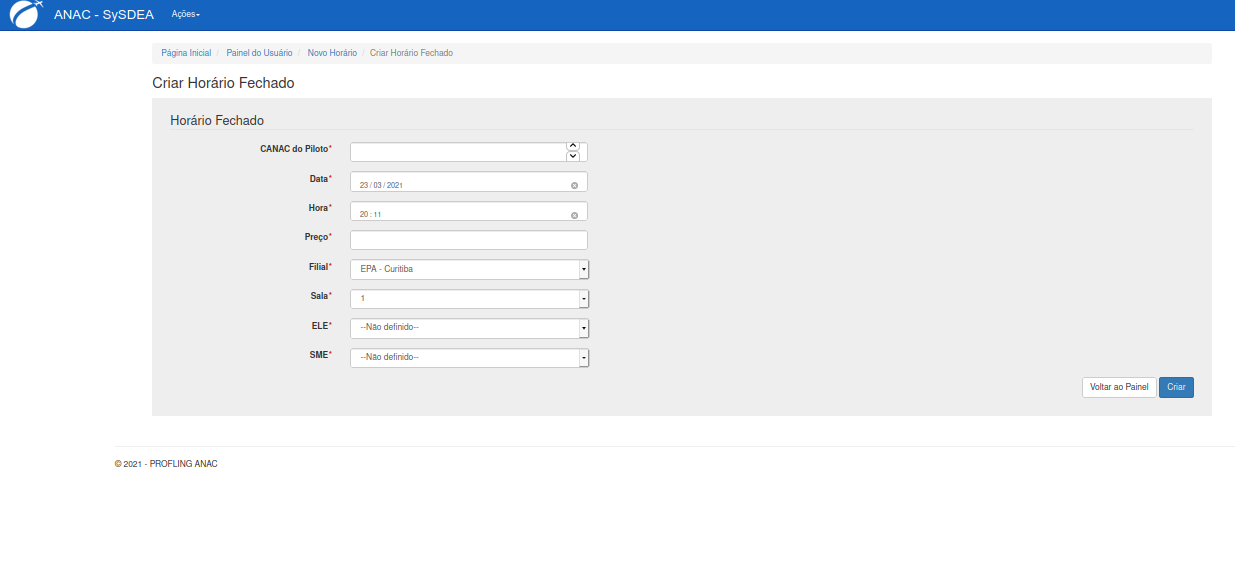 ANAC - SySDEA Ações
Página Inicial / Painel do Usuário / Novo Horário / Criar Horário Fechado
Criar Horário Fechado
Horário Fechado
CANAC do Piloto*
Data* 23 / 03 / 2021
Hora* 20 : 11
Preço*
Filial* EPA - Curitiba
Sala* 1
ELE* --Não definido--
SME* --Não definido--
Voltar ao Painel Criar
© 2021 - PROFLING ANAC